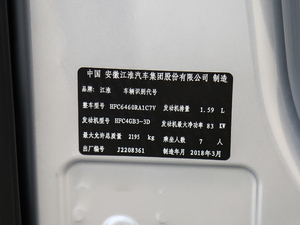 中国 安徽江淮汽车集团股份有限公司 制造
品牌: 江淮 车辆识别代号
整车型号 HFC6460RA1C7V 发动机排量 1.59 L
发动机型号 HFC4GB3-3D 发动机最大净功率 83 KW
最大允许总质量 2195 kg 乘坐人数 7 人
出厂编号 J2208361 制造年月 2018年3月